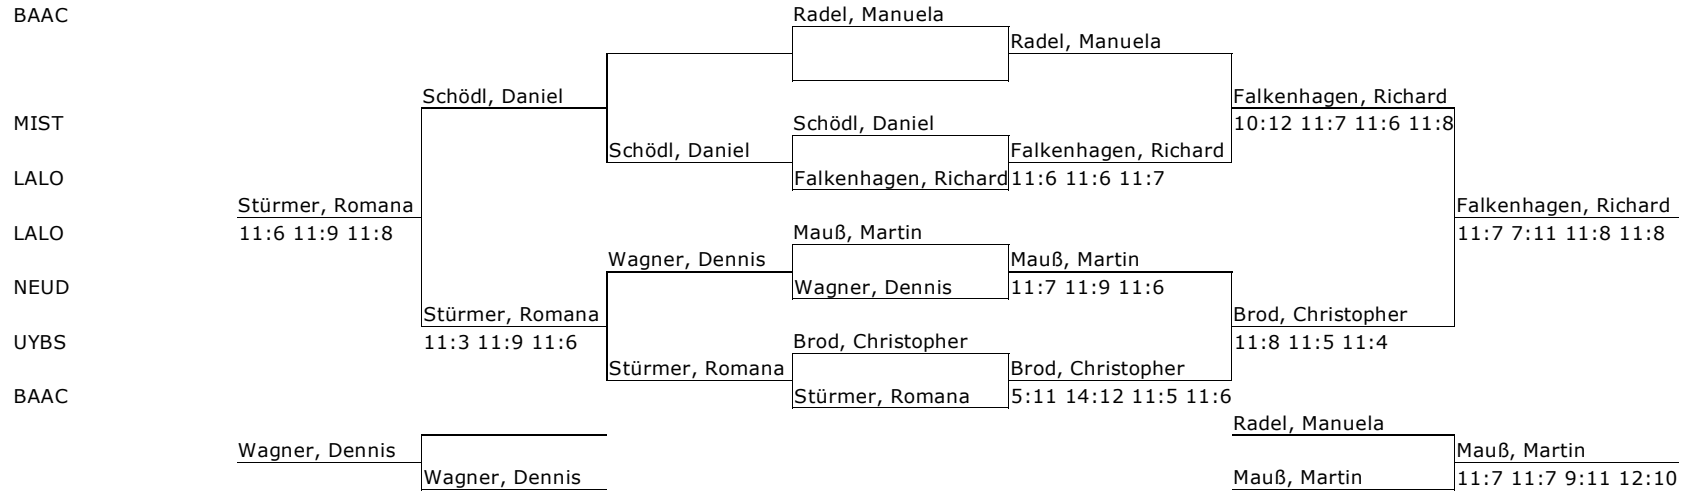 BAAC Radel, Manuela
Radel, Manuela
Schödl, Daniel Falkenhagen, Richard
MIST Schödl, Daniel 10:12 11:7 11:6 11:8
Schödl, Daniel Falkenhagen, Richard
LALO Falkenhagen, Richard 11:6 11:6 11:7
Stürmer, Romana Falkenhagen, Richard
LALO 11:6 11:9 11:8 Mauß, Martin 11:7 7:11 11:8 11:8
Wagner, Dennis Mauß, Martin
NEUD Wagner, Dennis 11:7 11:9 11:6
Stürmer, Romana Brod, Christopher
UYBS 11:3 11:9 11:6 Brod, Christopher 11:8 11:5 11:4
Stürmer, Romana Brod, Christopher
BAAC Stürmer, Romana 5:11 14:12 11:5 11:6
Radel, Manuela
Wagner, Dennis Mauß, Martin
Wagner, Dennis Mauß, Martin 11:7 11:7 9:11 12:10